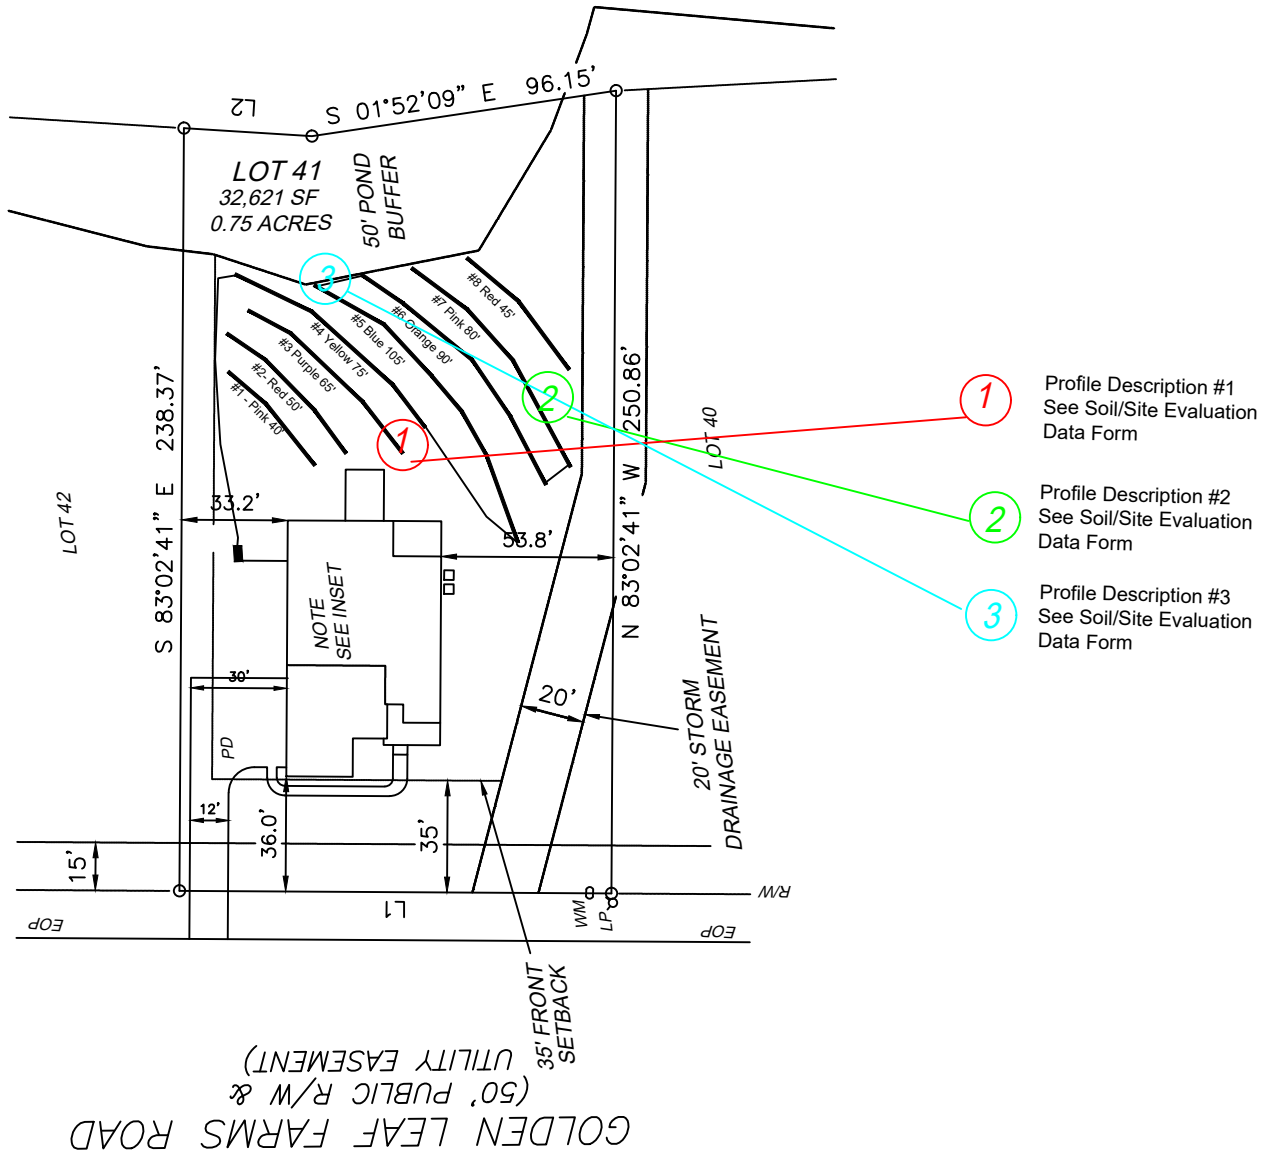 L2
S 01°52'09" E 96.15'
LOT 41
32,621 SF
0.75 ACRES
50' POND
BUFFER
3
#8 Red 45'
#7 Pink 80'
#6 Orange 90'
#5 Blue 105'
#4 Yellow 75'
#3 Purple 65'
#2- Red 50'
#1 - Pink 40'
1
2
S 83°02'41" E 238.37'
N 83°02'41" W 250.86'
LOT 42
LOT 40
1
Profile Description #1
See Soil/Site Evaluation
Data Form
2
Profile Description #2
See Soil/Site Evaluation
Data Form
3
Profile Description #3
See Soil/Site Evaluation
Data Form
33.2'
53.8'
NOTE
SEE INSET
30'
PD
20'
20' STORM
DRAINAGE EASEMENT
12'
36.0'
35'
15'
L1
WM
LP
R/W
EOP
EOP
35' FRONT
SETBACK
GOLDEN LEAF FARMS ROAD
(50' PUBLIC R/W &
UTILITY EASEMENT)